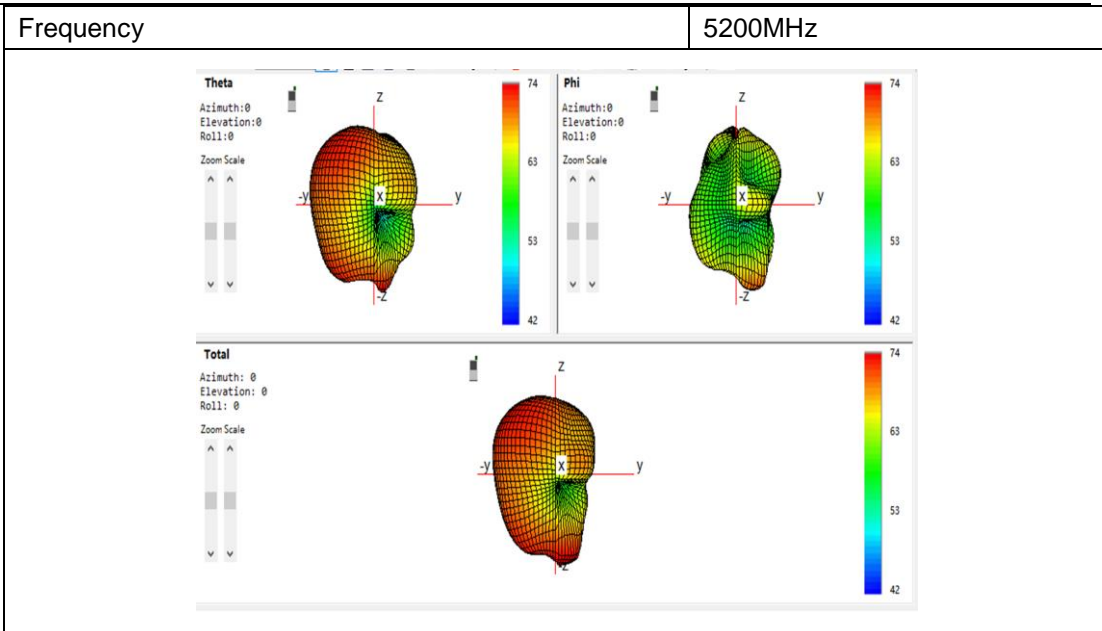 Frequency 5200MHz
Theta
Azimuth:0
Elevation:0
Roll:0
Zoom Scale
z
-y
x
y
-z
74
63
53
42
Phi
Azimuth:0
Elevation:0
Roll:0
Zoom Scale
z
-y
x
y
-z
74
63
53
42
Total
Azimuth: 0
Elevation: 0
Roll: 0
Zoom Scale
z
-y
x
y
-z
74
63
53
42